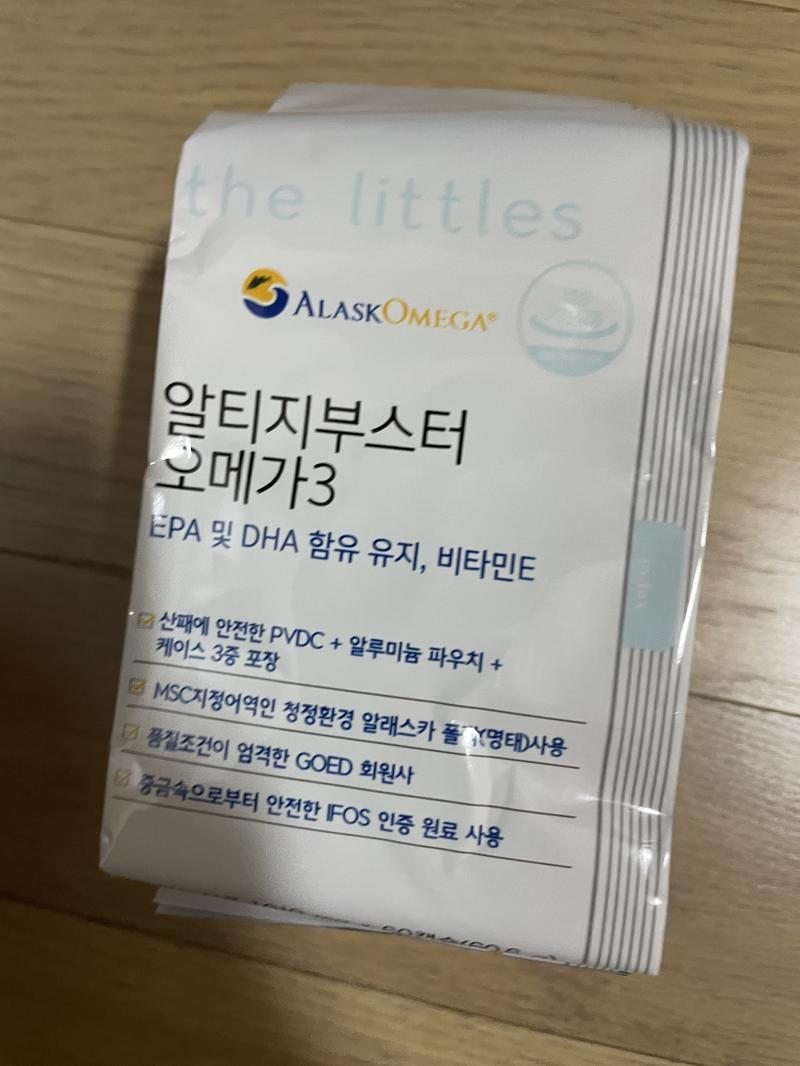 the littles
ALASKOMEGA®
알티지부스터
오메가3
EPA 및 DHA 함유 유지, 비타민E
산패에 안전한 PVDC + 알루미늄 파우치 +
케이스 3중 포장
MSC지정어역인 청정환경 알래스카 폴락(명태)사용
품질조건이 엄격한 GOED 회원사
중금속으로부터 안전한 IFOS 인증 원료 사용